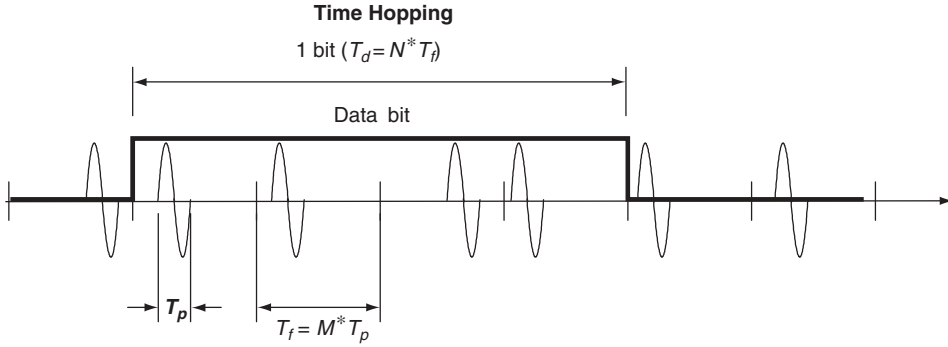 Time Hopping
1 bit (T_d = N* T_f)
Data bit
T_p
T_f = M* T_p